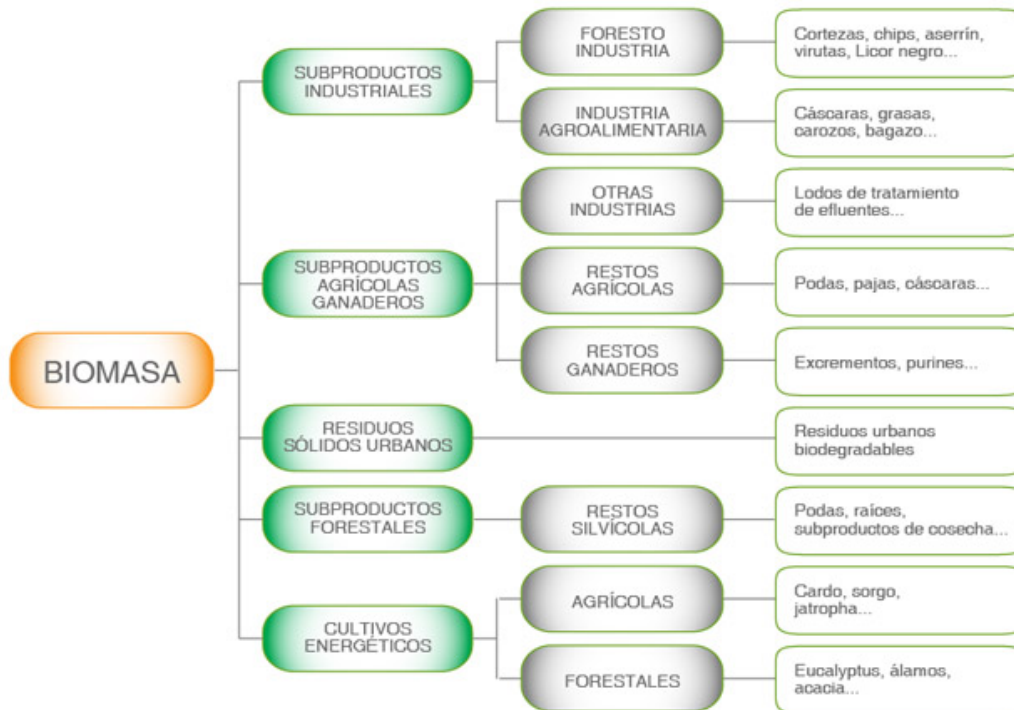 BIOMASA
SUBPRODUCTOS
INDUSTRIALES
FORESTO
INDUSTRIA
Cortezas, chips, aserrín,
virutas, Licor negro...
INDUSTRIA
AGROALIMENTARIA
Cáscaras, grasas,
carozos, bagazo...
SUBPRODUCTOS
AGRÍCOLAS
GANADEROS
OTRAS
INDUSTRIAS
Lodos de tratamiento
de efluentes...
RESTOS
AGRÍCOLAS
Podas, pajas, cáscaras...
RESTOS
GANADEROS
Excrementos, purines...
RESIDUOS
SÓLIDOS URBANOS
Residuos urbanos
biodegradables
SUBPRODUCTOS
FORESTALES
RESTOS
SILVÍCOLAS
Podas, raíces,
subproductos de cosecha...
CULTIVOS
ENERGÉTICOS
AGRÍCOLAS
Cardo, sorgo,
jatropha...
FORESTALES
Eucalyptus, álamos,
acacia...